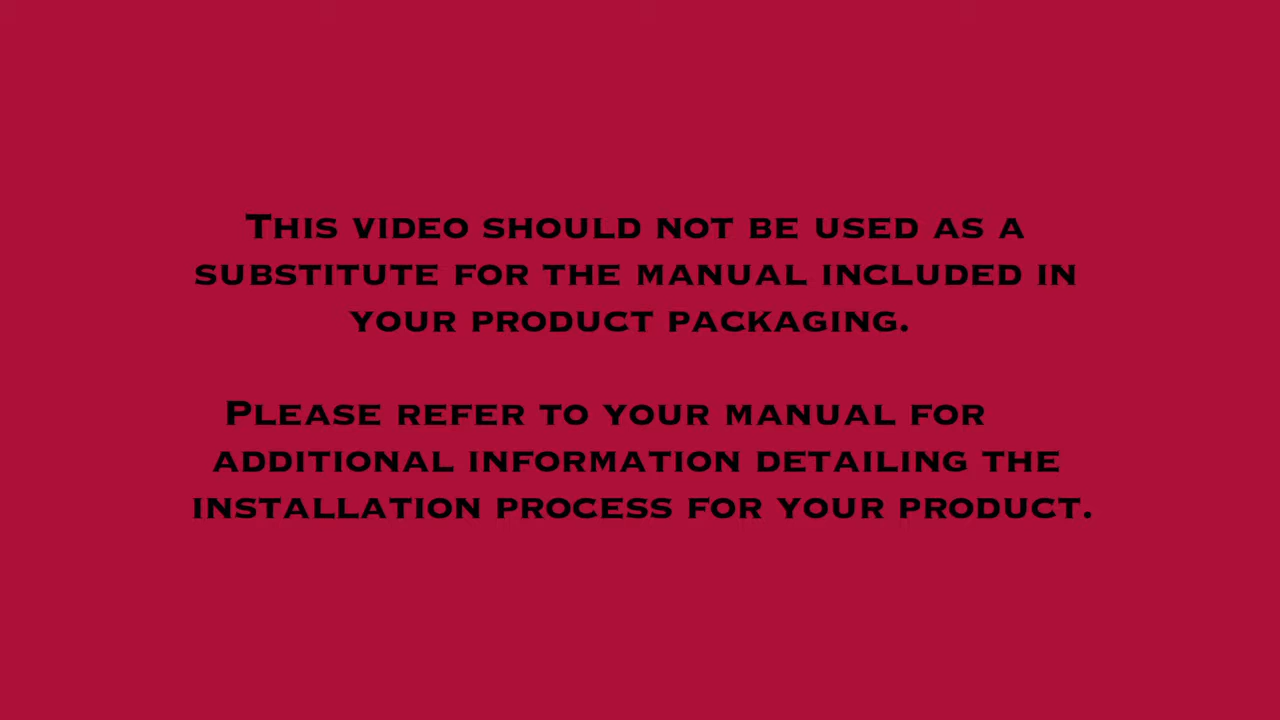 This video should not be used as a
substitute for the manual included in
your product packaging.
Please refer to your manual for
additional information detailing the
installation process for your product.